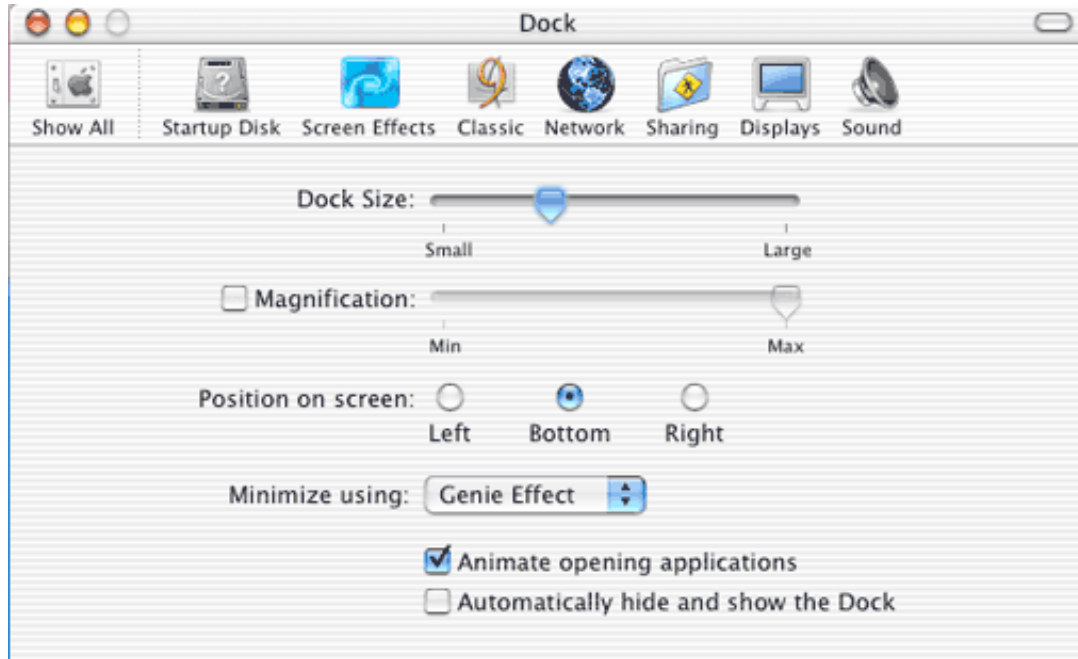 Dock
Show All Startup Disk Screen Effects Classic Network Sharing Displays Sound
Dock Size:
Small Large
Magnification:
Min Max
Position on screen:
Left Bottom Right
Minimize using: Genie Effect
Animate opening applications
Automatically hide and show the Dock